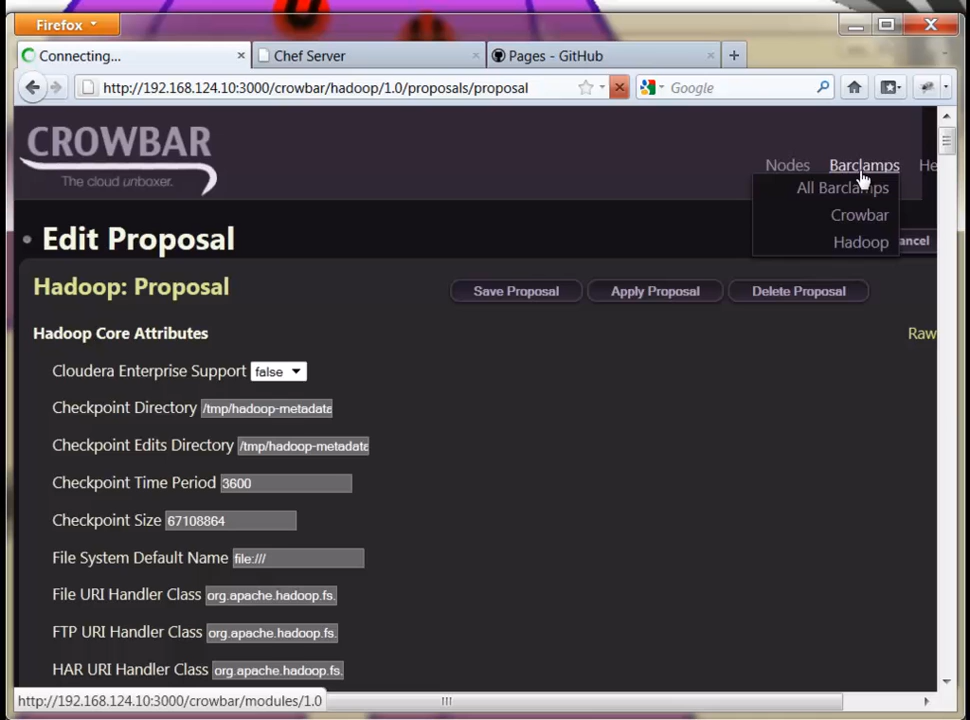 Firefox
Connecting...
Chef Server
Pages - GitHub
http://192.168.124.10:3000/crowbar/hadoop/1.0/proposals/proposal
Google
CROWBAR
The cloud unboxer.
Nodes
Barclamps
He
All Barclamps
Crowbar
Hadoop
Edit Proposal
ancel
Hadoop: Proposal
Save Proposal
Apply Proposal
Delete Proposal
Hadoop Core Attributes
Raw
Cloudera Enterprise Support false
Checkpoint Directory /tmp/hadoop-metadata
Checkpoint Edits Directory /tmp/hadoop-metadata
Checkpoint Time Period 3600
Checkpoint Size 67108864
File System Default Name file:///
File URI Handler Class org.apache.hadoop.fs.
FTP URI Handler Class org.apache.hadoop.fs.
HAR URI Handler Class org.apache.hadoop.fs.
http://192.168.124.10:3000/crowbar/modules/1.0